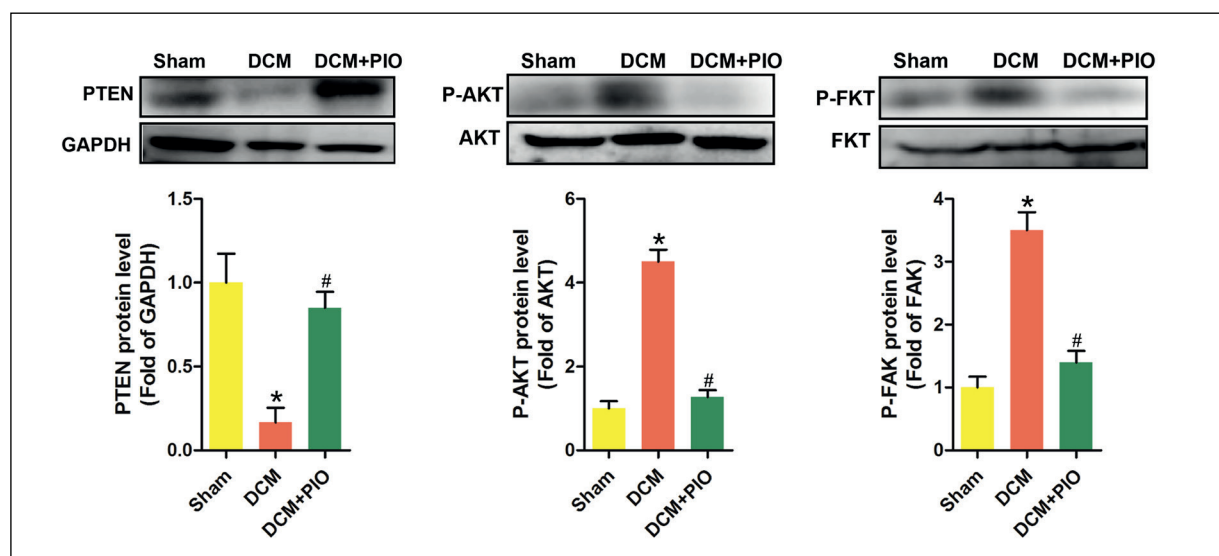 Sham DCM DCM+PIO
PTEN
GAPDH
Sham DCM DCM+PIO
P-AKT
AKT
Sham DCM DCM+PIO
P-FKT
FKT
PTEN protein level
(Fold of GAPDH)
1.5
1.0
0.5
0.0
*
#
Sham
DCM
DCM+PIO
P-AKT protein level
(Fold of AKT)
6
4
2
0
*
#
Sham
DCM
DCM+PIO
P-FAK protein level
(Fold of FAK)
4
3
2
1
0
*
#
Sham
DCM
DCM+PIO